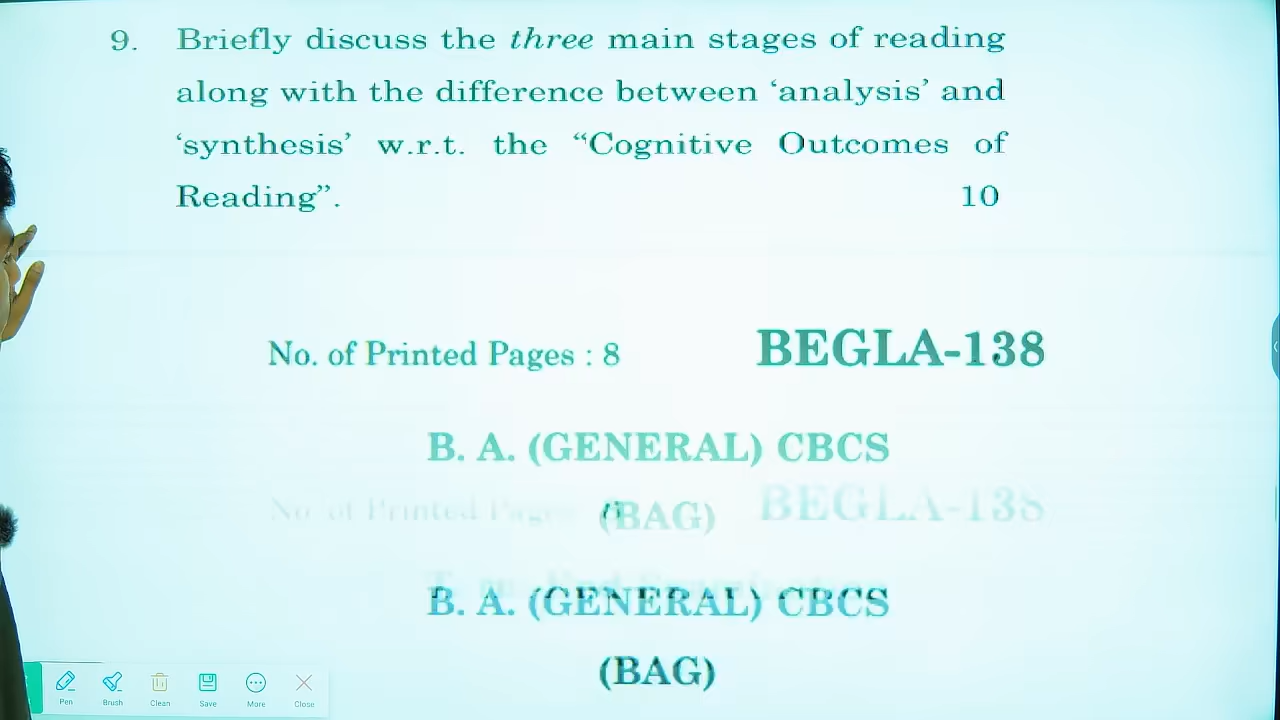 9. Briefly discuss the three main stages of reading
along with the difference between ‘analysis’ and
‘synthesis’ w.r.t. the “Cognitive Outcomes of
Reading”. 10
No. of Printed Pages : 8 BEGLA-138
B. A. (GENERAL) CBCS
(BAG)
No. of Printed Pages BEGLA-138
B. A. (GENERAL) CBCS
(BAG)
Pen Brush Clean Save More Close